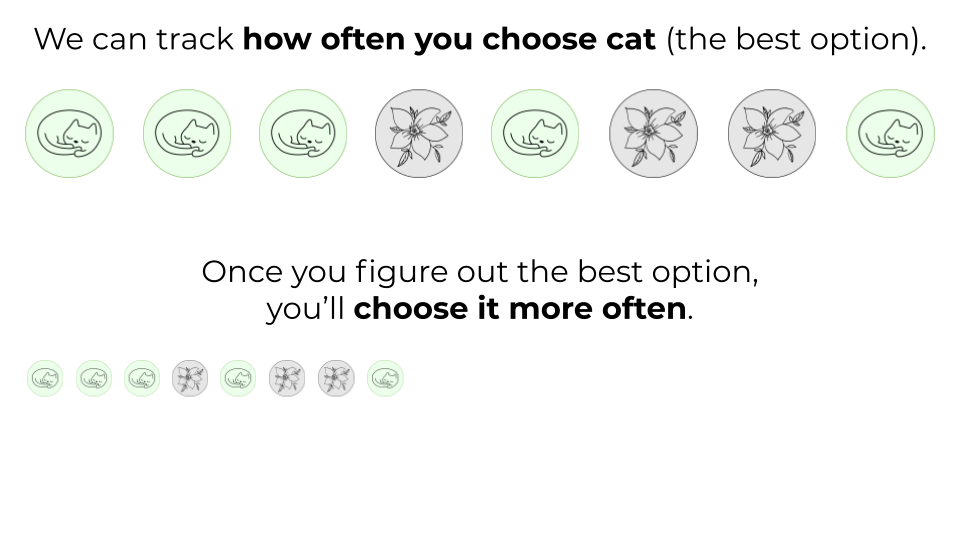 We can track how often you choose cat (the best option).
Once you figure out the best option,
you’ll choose it more often.